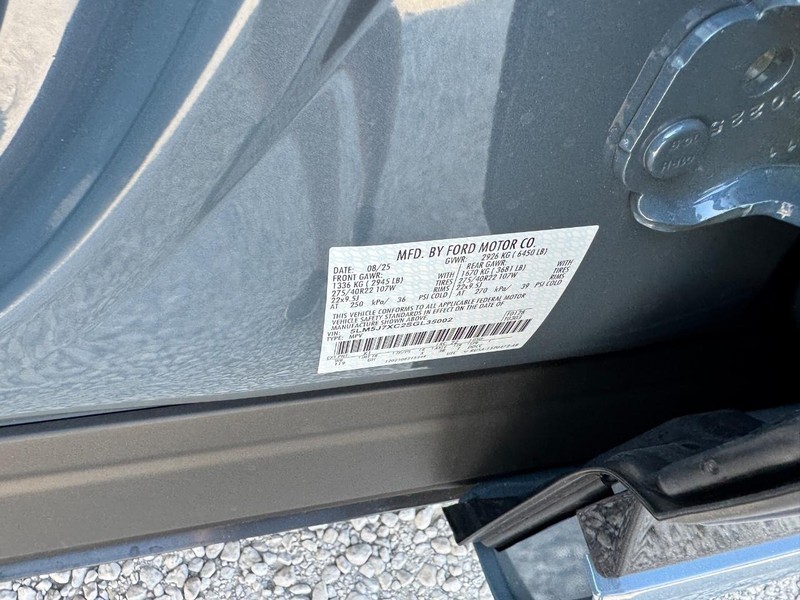 MFD. BY FORD MOTOR CO.
DATE: 08/25 GVWR: 2926 KG ( 6450 LB)
FRONT GAWR: REAR GAWR:
1336 KG ( 2945 LB) WITH 1670 KG ( 3681 LB) WITH
275/40R22 107W TIRES 275/40R22 107W TIRES
22x9.5J RIMS 22x9.5J RIMS
AT 250 kPa/ 36 PSI COLD AT 270 kPa/ 39 PSI COLD
THIS VEHICLE CONFORMS TO ALL APPLICABLE FEDERAL MOTOR
VEHICLE SAFETY STANDARDS IN EFFECT ON THE DATE OF
MANUFACTURE SHOWN ABOVE.
VIN: 5LM5J7XC2SGL35002
TYPE: MPV
20225
11